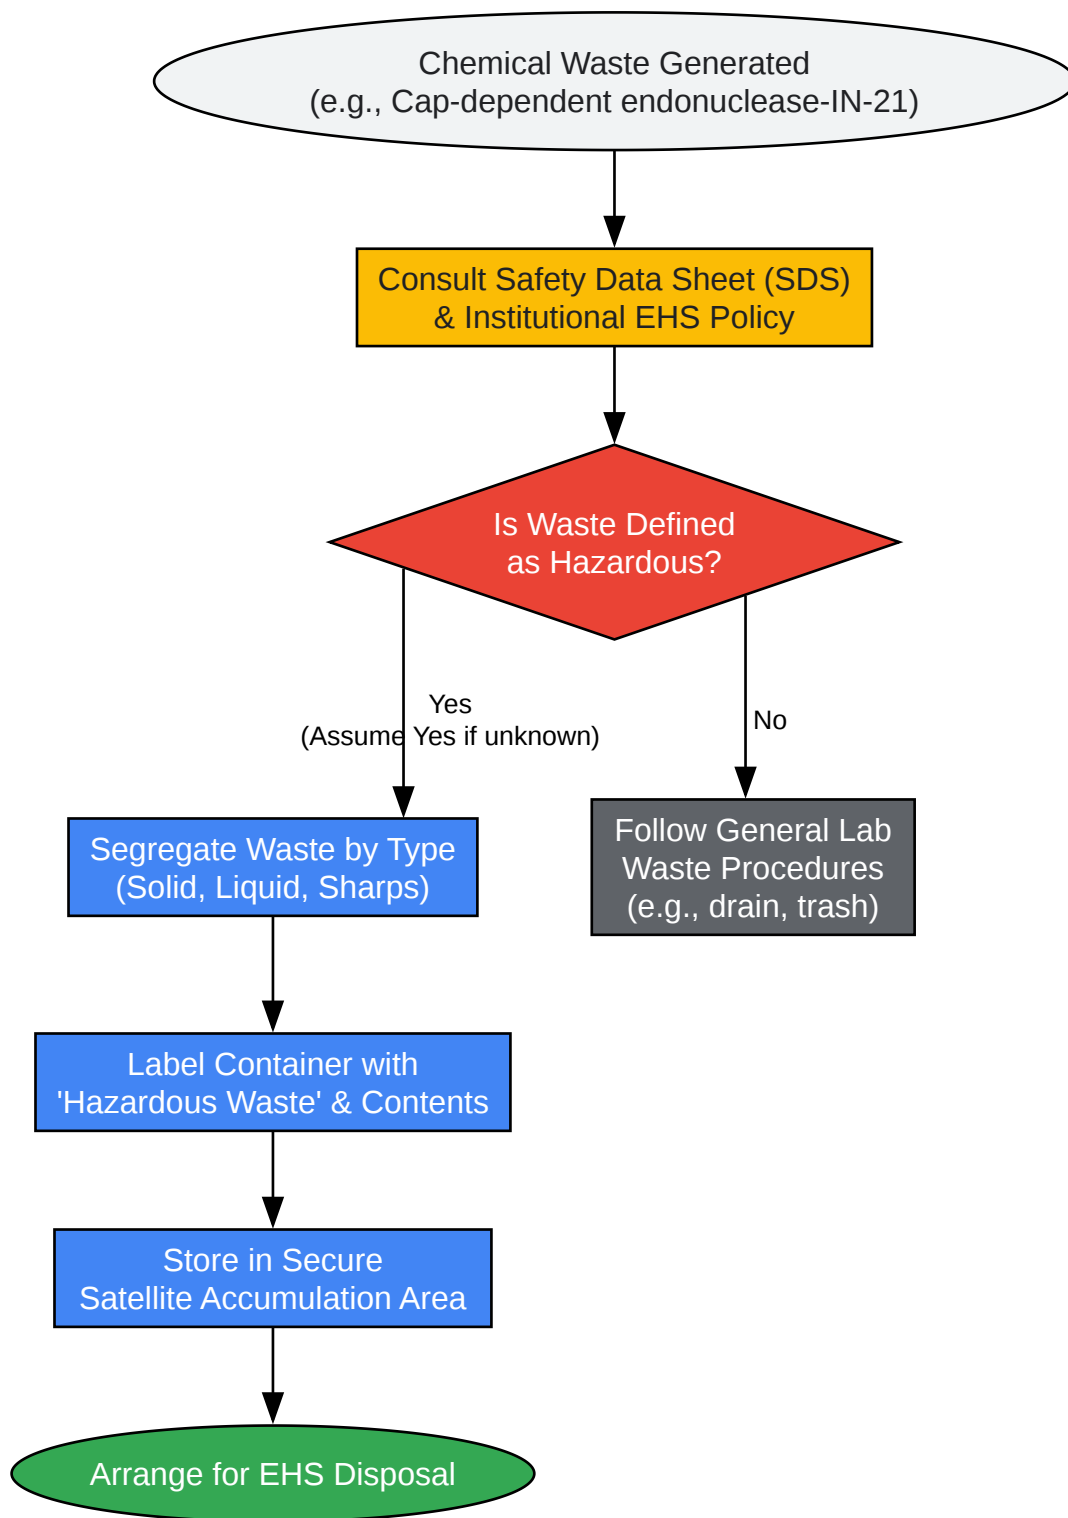 Chemical Waste Generated
(e.g., Cap-dependent endonuclease-IN-21)
Consult Safety Data Sheet (SDS)
& Institutional EHS Policy
Is Waste Defined
as Hazardous?
Yes
(Assume Yes if unknown)
No
Segregate Waste by Type
(Solid, Liquid, Sharps)
Follow General Lab
Waste Procedures
(e.g., drain, trash)
Label Container with
'Hazardous Waste' & Contents
Store in Secure
Satellite Accumulation Area
Arrange for EHS Disposal